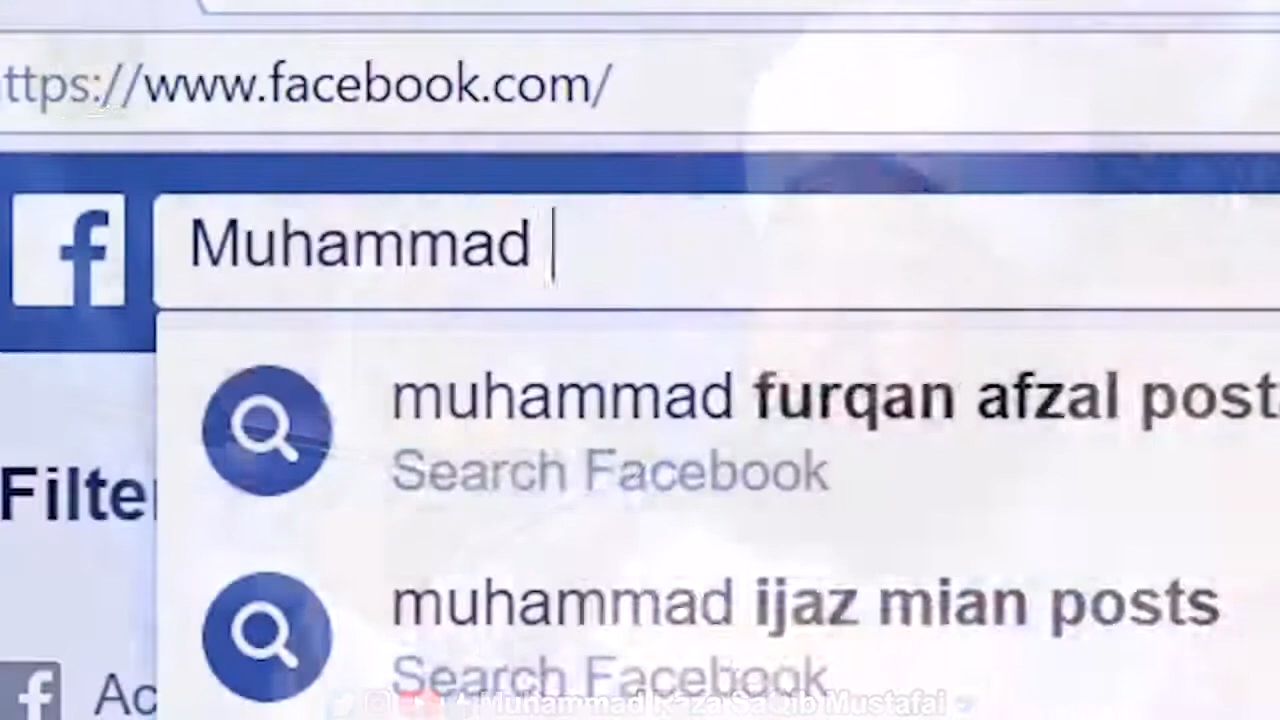 ttps://www.facebook.com/
Muhammad
muhammad furqan afzal post
Search Facebook
Filte
muhammad ijaz mian posts
Search Facebook
Ac
Muhammad Raza SaQib Mustafai